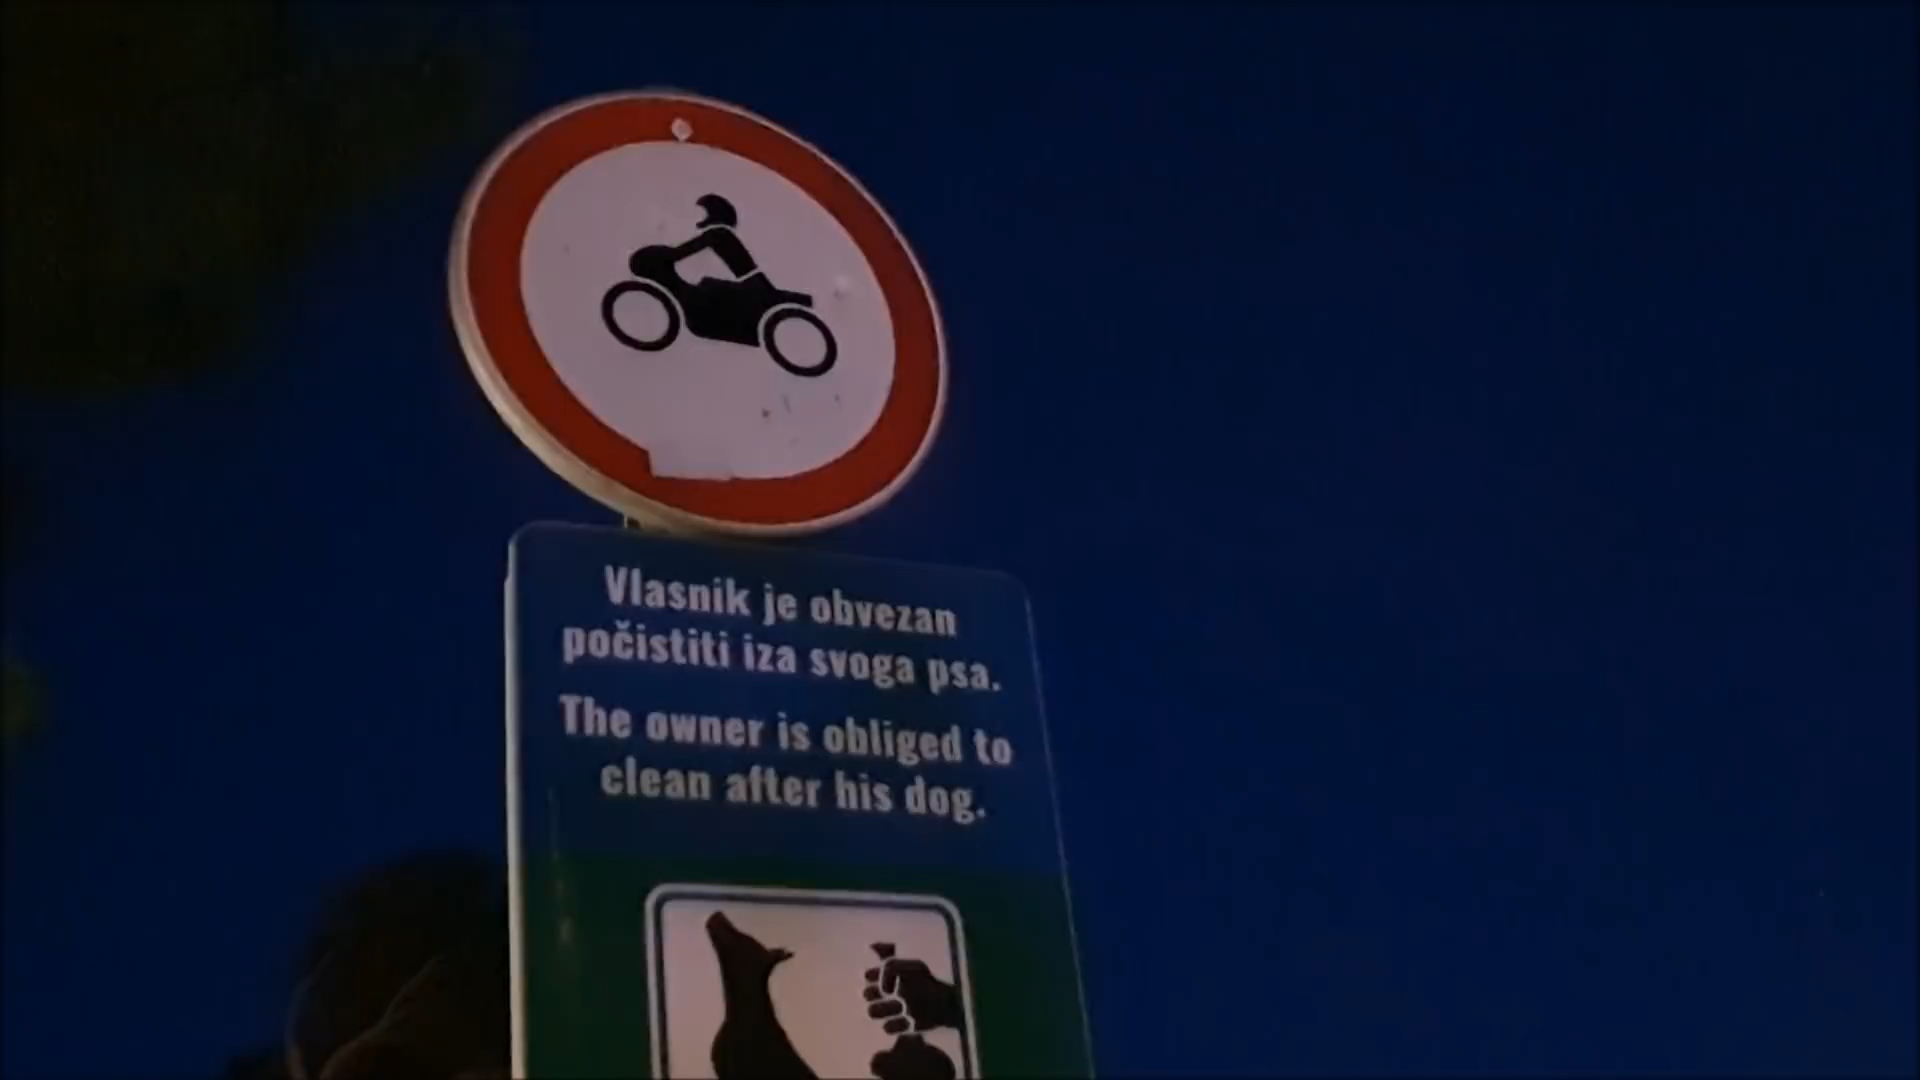 Vlasnik je obvezan
počistiti iza svoga psa.
The owner is obliged to
clean after his dog.